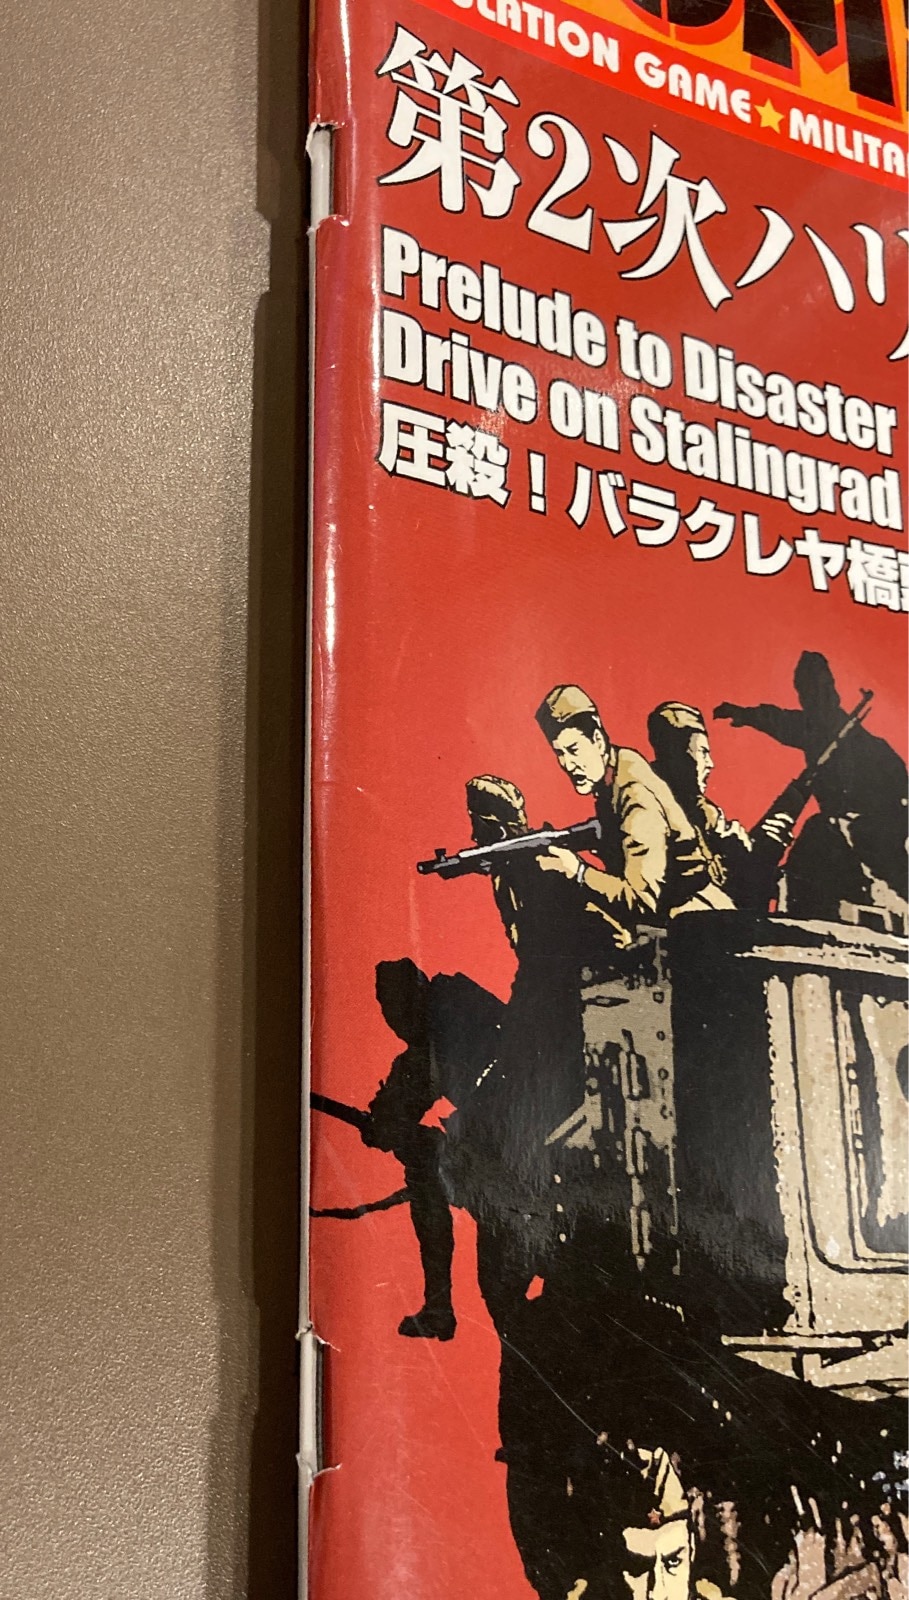 GAME★MILITA
第2次ハリ
Prelude to Disaster
Drive on Stalingrad
圧殺！バラクレヤ橋